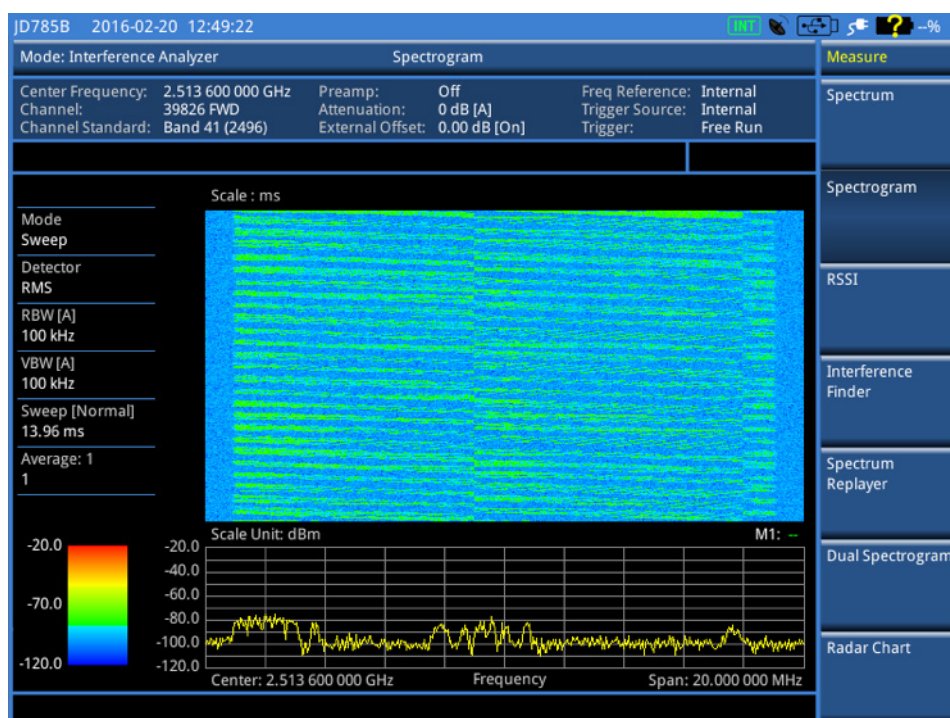 JD785B 2016-02-20 12:49:22 INT --%
Mode: Interference Analyzer Spectrogram Measure
Center Frequency: 2.513 600 000 GHz Preamp: Off Freq Reference: Internal
Channel: 39826 FWD Attenuation: 0 dB [A] Trigger Source: Internal
Channel Standard: Band 41 (2496) External Offset: 0.00 dB [On] Trigger: Free Run
Spectrum
Spectrogram
RSSI
Interference
Finder
Spectrum
Replayer
Dual Spectrogram
Radar Chart
Scale : ms
Mode
Sweep
Detector
RMS
RBW [A]
100 kHz
VBW [A]
100 kHz
Sweep [Normal]
13.96 ms
Average: 1
1
-20.0
-70.0
-120.0
Scale Unit: dBm M1: --
-20.0
-40.0
-60.0
-80.0
-100.0
-120.0
Center: 2.513 600 000 GHz Frequency Span: 20.000 000 MHz